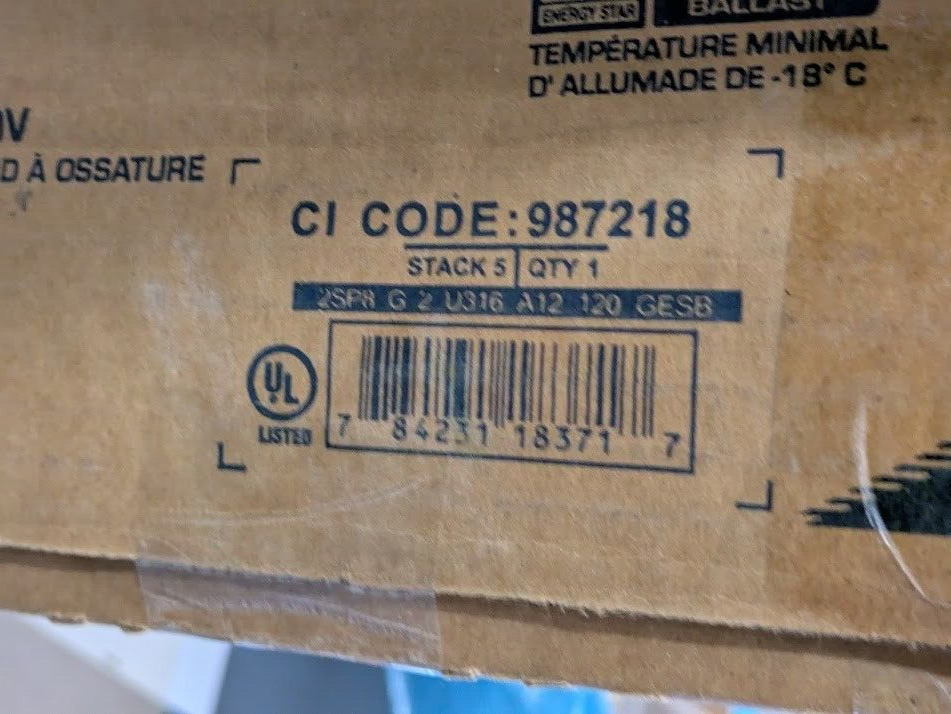 ENERGY STAR
BALLAST
TEMPÉRATURE MINIMAL
D' ALLUMADE DE -18° C
D À OSSATURE
CI CODE:987218
STACK 5 QTY 1
2SP8 G 2 U316 A12 120 GESB
UL
LISTED
7 84231 18371 7